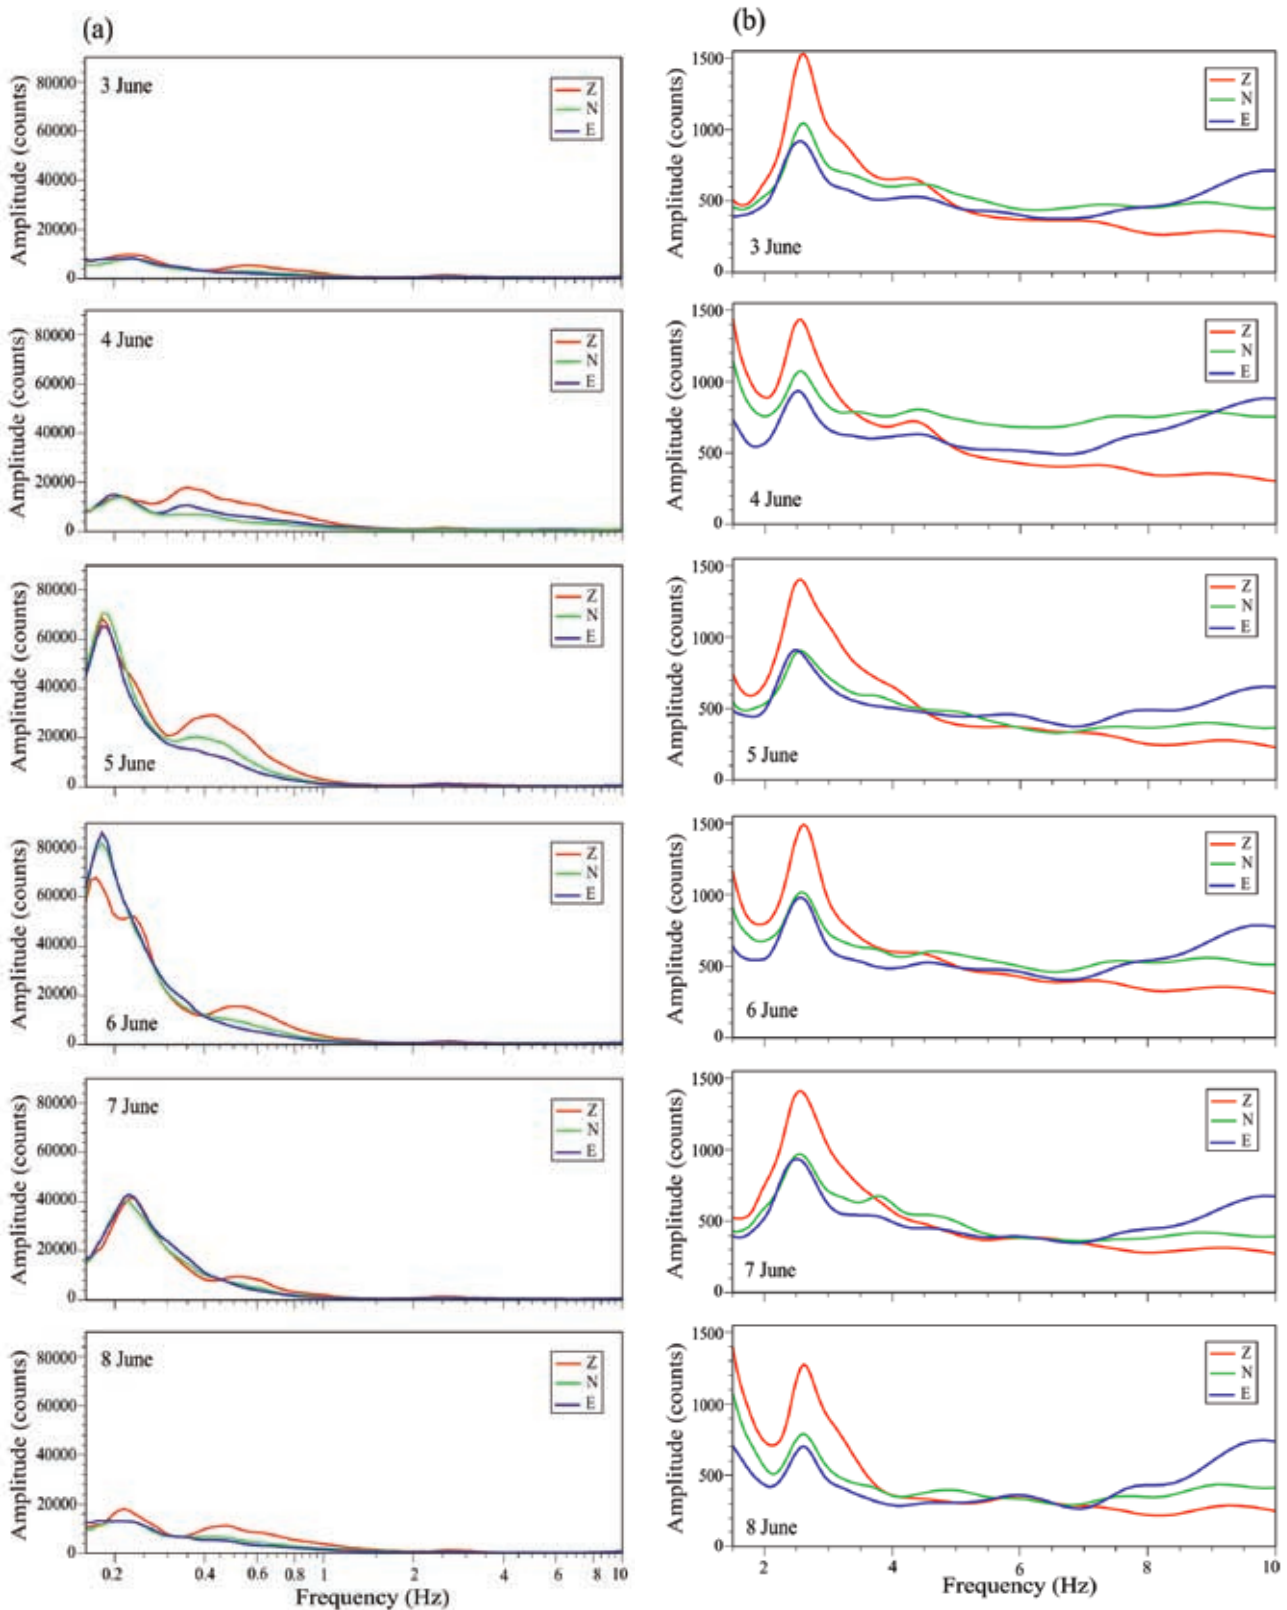 (a)
Amplitude (counts)
80000
60000
40000
20000
0
3 June
Z
N
E
Amplitude (counts)
80000
60000
40000
20000
0
4 June
Z
N
E
Amplitude (counts)
80000
60000
40000
20000
0
5 June
Z
N
E
Amplitude (counts)
80000
60000
40000
20000
0
6 June
Z
N
E
Amplitude (counts)
80000
60000
40000
20000
0
7 June
Z
N
E
Amplitude (counts)
80000
60000
40000
20000
0
8 June
Z
N
E
0.2 0.4 0.6 0.8 1 2 4 6 8 10
Frequency (Hz)
(b)
Amplitude (counts)
1500
1000
500
0
Z
N
E
3 June
Amplitude (counts)
1500
1000
500
0
Z
N
E
4 June
Amplitude (counts)
1500
1000
500
0
Z
N
E
5 June
Amplitude (counts)
1500
1000
500
0
Z
N
E
6 June
Amplitude (counts)
1500
1000
500
0
Z
N
E
7 June
Amplitude (counts)
1500
1000
500
0
Z
N
E
8 June
2 4 6 8 10
Frequency (Hz)